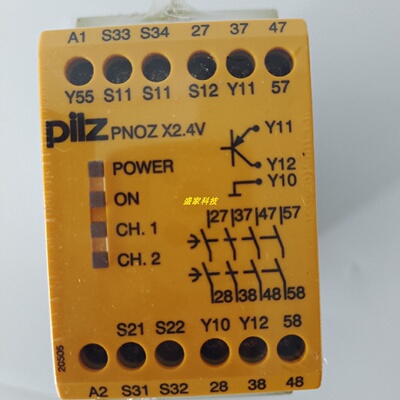 A1 S33 S34 27 37 47
Y55 S11 S11 S12 Y11 57
pilz PNOZ X2.4V
Y11
POWER
Y12
Y10
ON
盛家科技
27 37 47 57
CH. 1
CH. 2
28 38 48 58
S21 S22 Y10 Y12 58
20505
A2 S31 S32 28 38 48